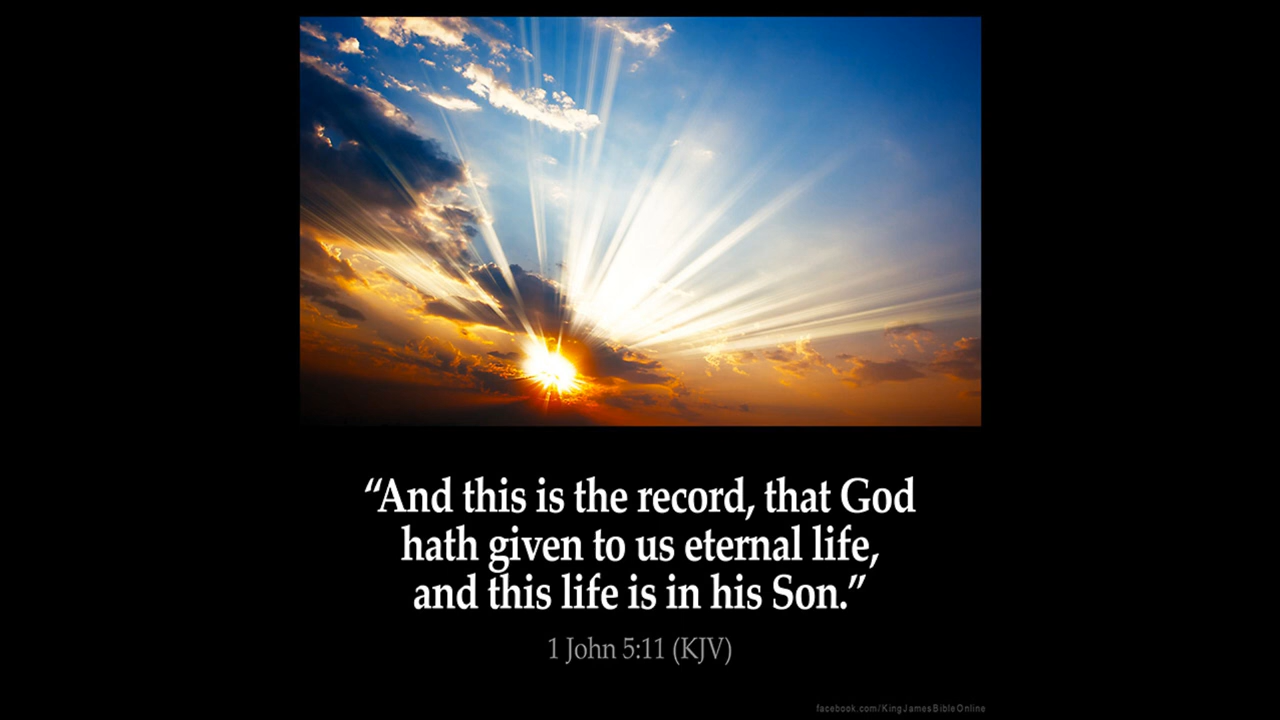 “And this is the record, that God
hath given to us eternal life,
and this life is in his Son.”
1 John 5:11 (KJV)
facebook.com/KingJamesBibleOnline